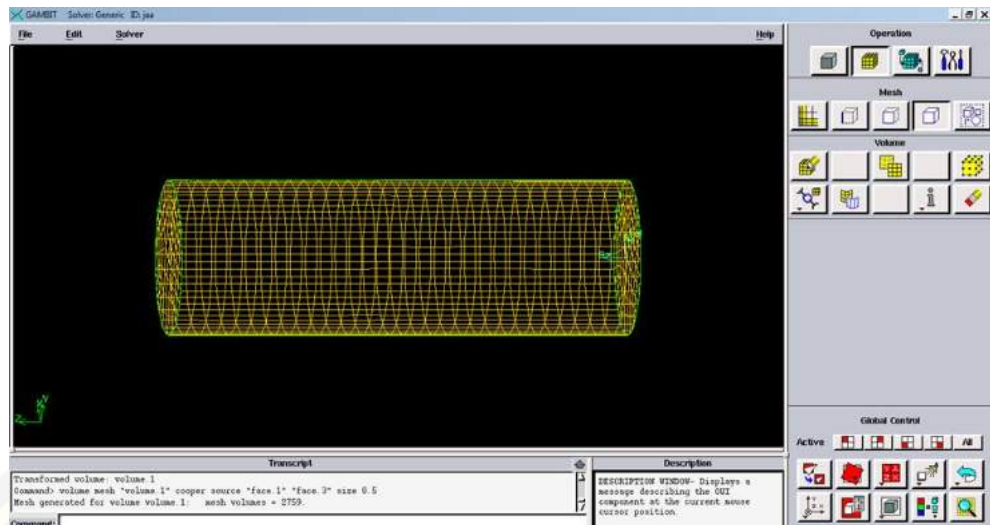 GAMBIT Solver: Generic ID: jaa
File Edit Solver Help
Operation
Mesh
Volume
Global Control
Active All
Transcript
Transformed volume: volume.1
Command> volume mesh "volume.1" cooper source "face.1" "face.3" size 0.5
Mesh generated for volume volume.1: mesh volumes = 2759.
Command:
Description
DESCRIPTION WINDOW- Displays a
message describing the GUI
component at the current mouse
cursor position.